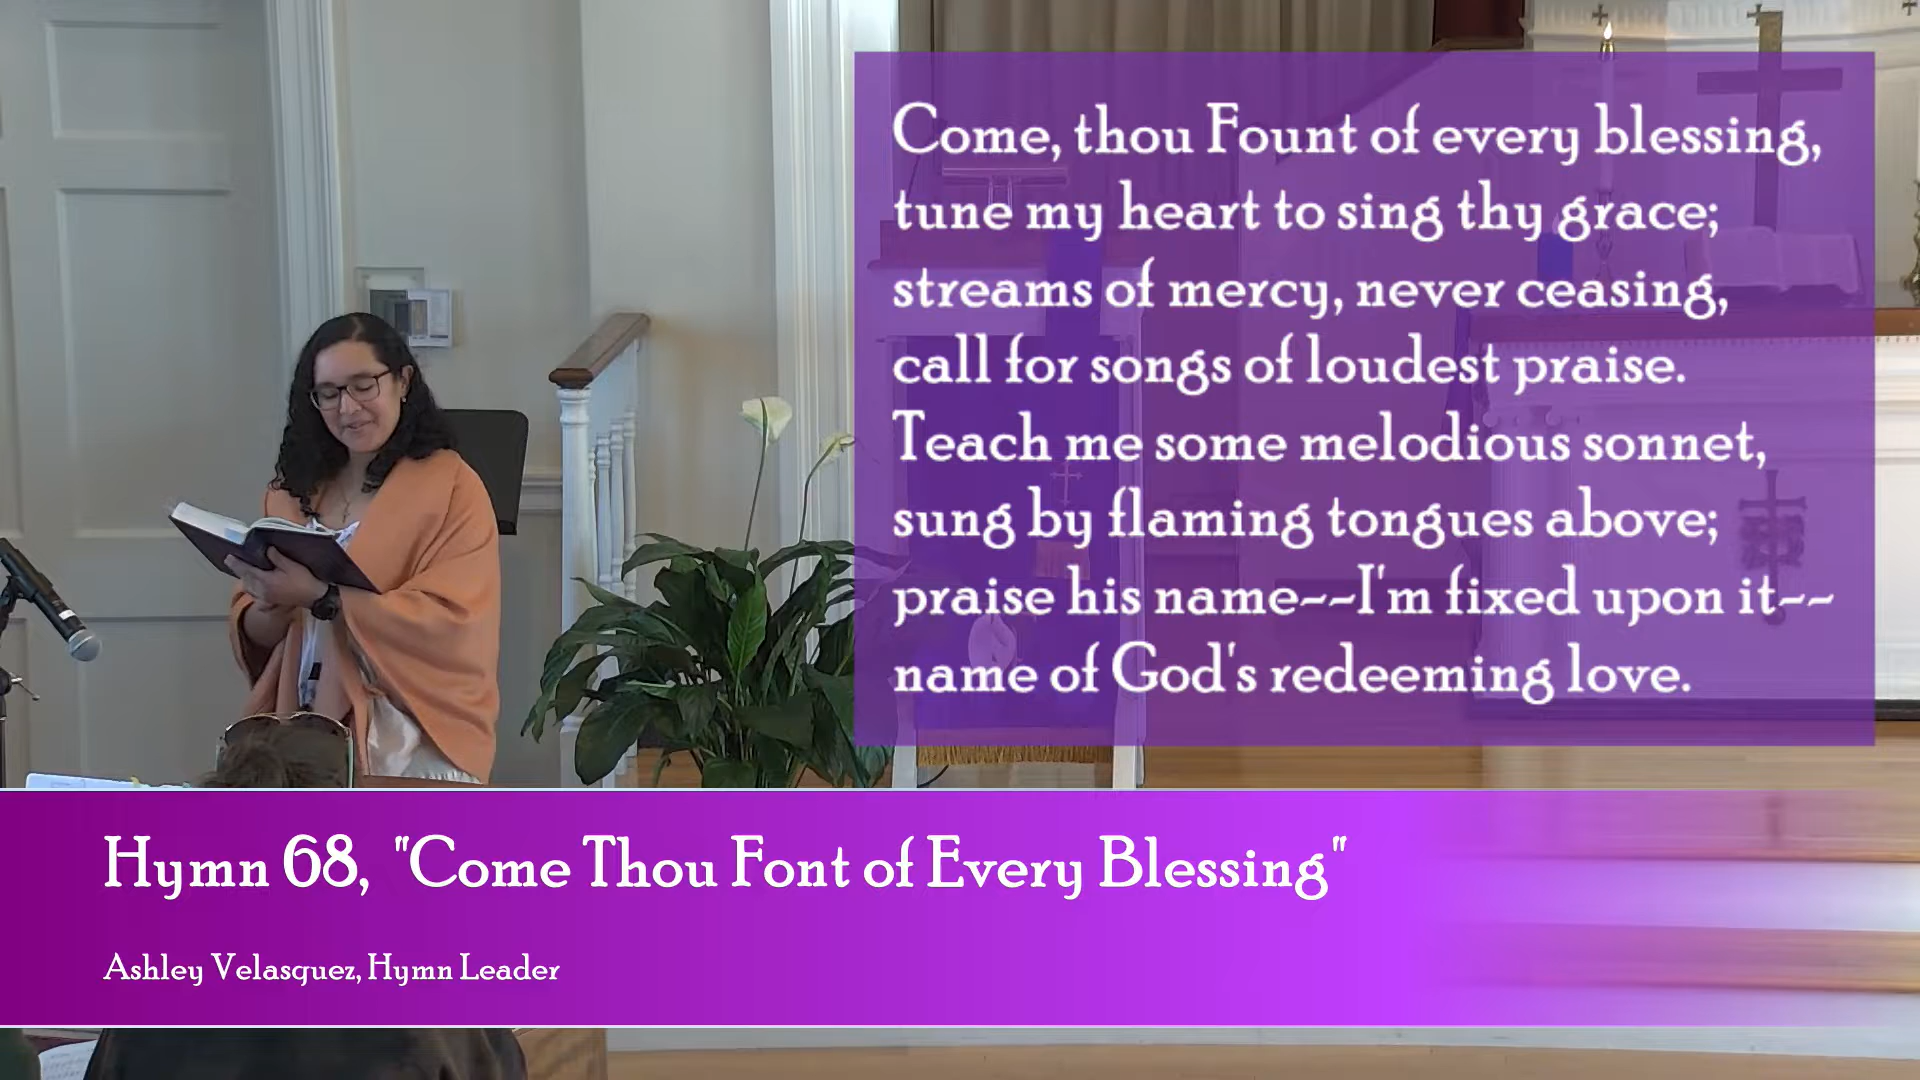 Come, thou Fount of every blessing,
tune my heart to sing thy grace;
streams of mercy, never ceasing,
call for songs of loudest praise.
Teach me some melodious sonnet,
sung by flaming tongues above;
praise his name--I'm fixed upon it--
name of God's redeeming love.
Hymn 68, "Come Thou Font of Every Blessing"
Ashley Velasquez, Hymn Leader